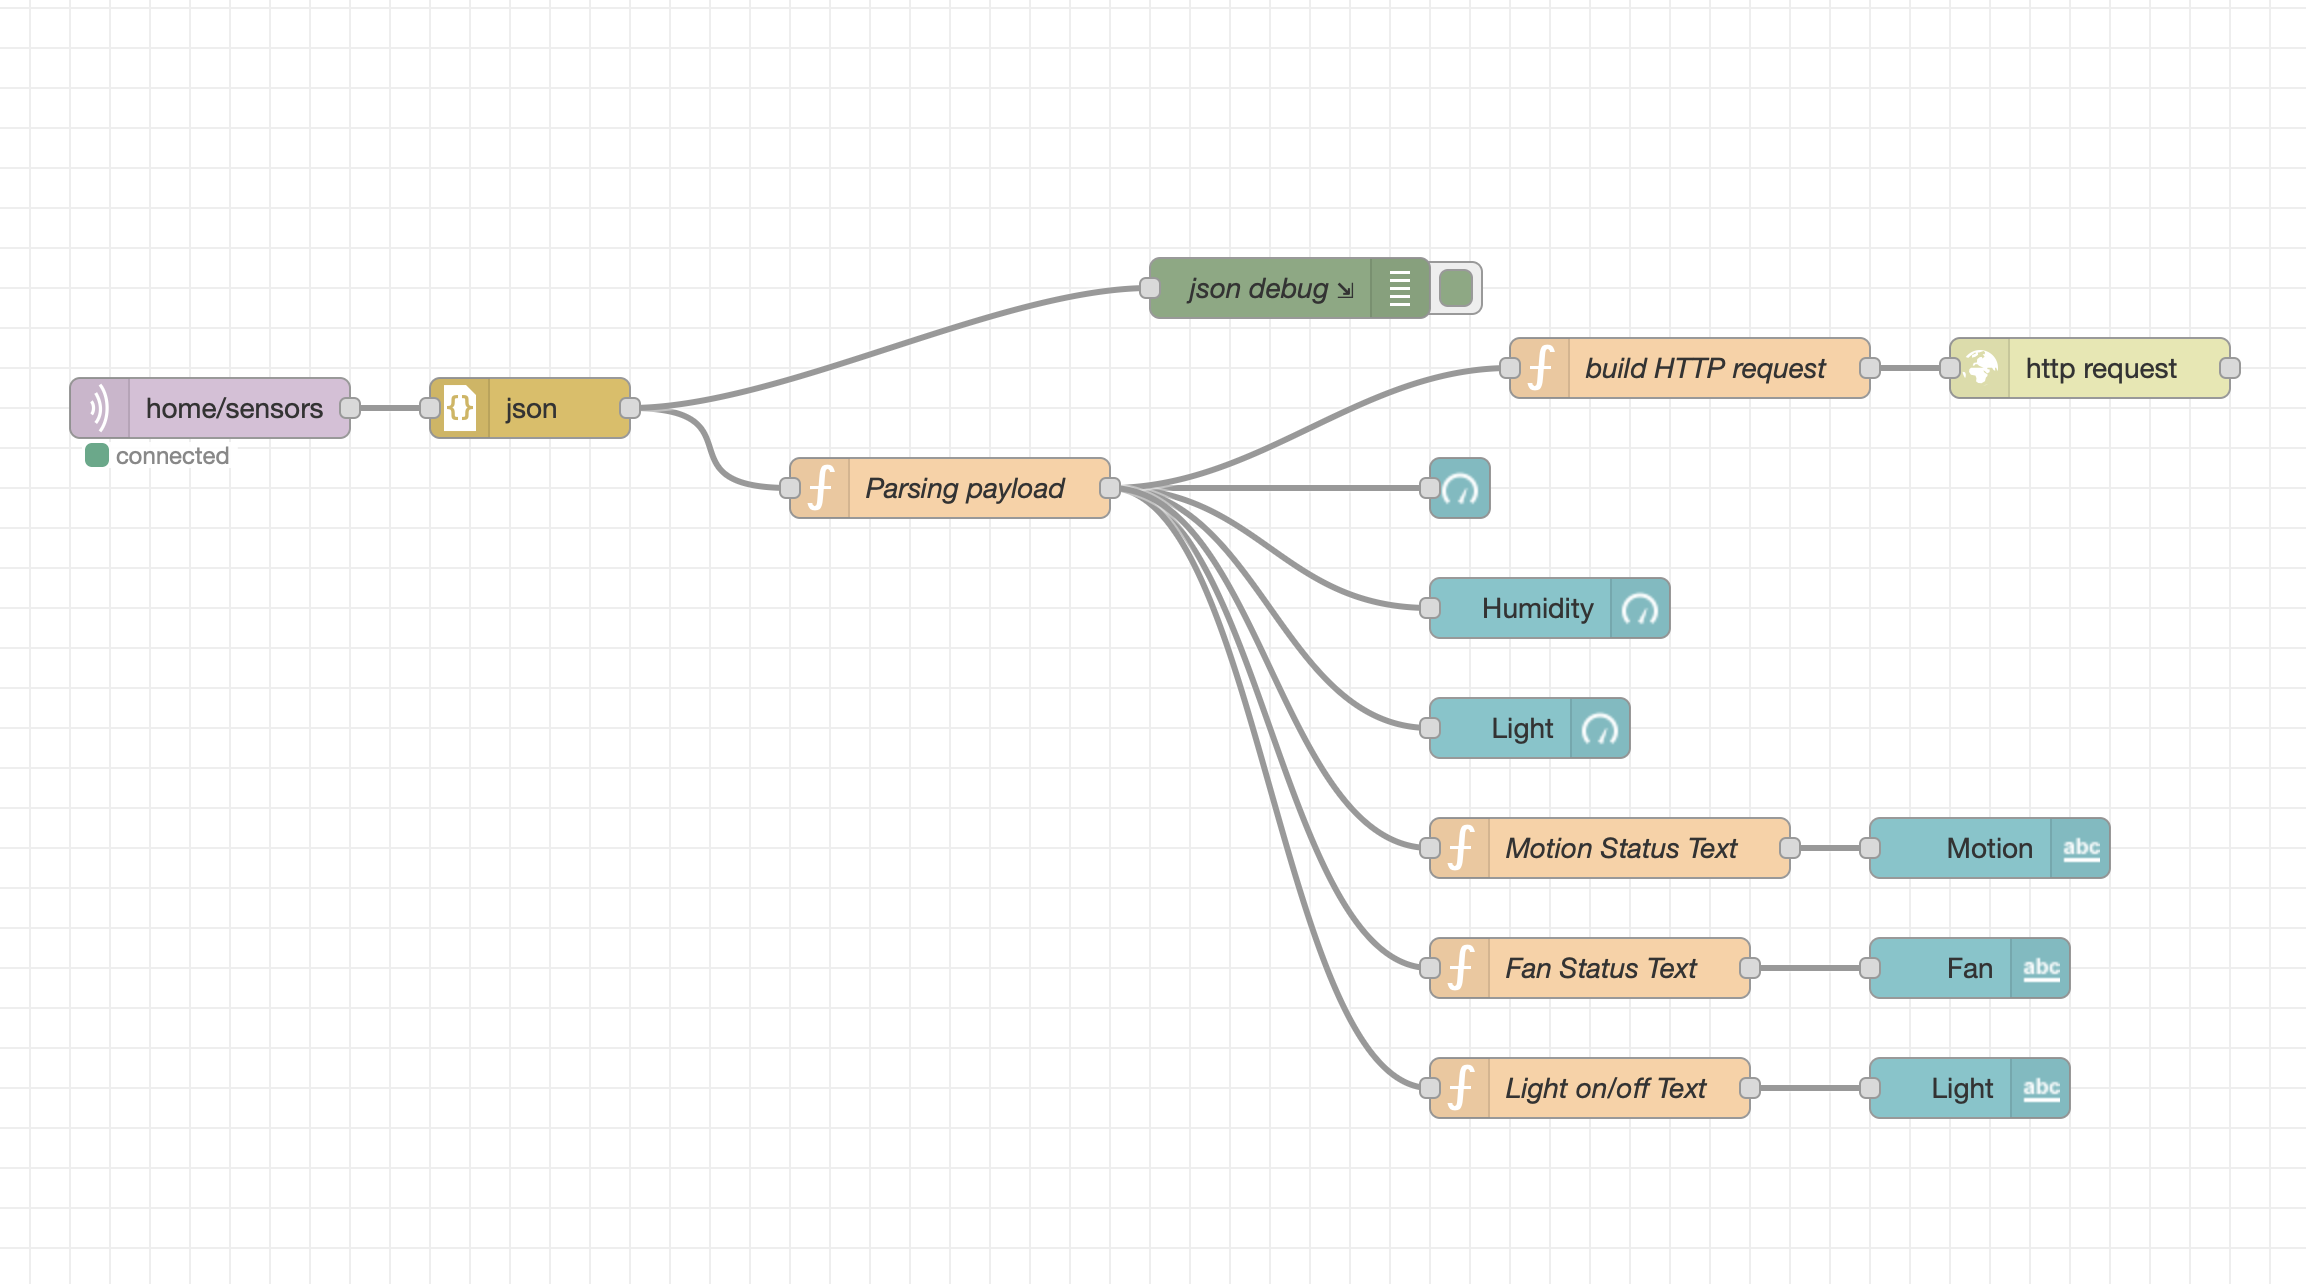 json debug ⇲
build HTTP request
http request
home/sensors
{} json
connected
Parsing payload
Humidity
Light
Motion Status Text
Motion abc
Fan Status Text
Fan abc
Light on/off Text
Light abc